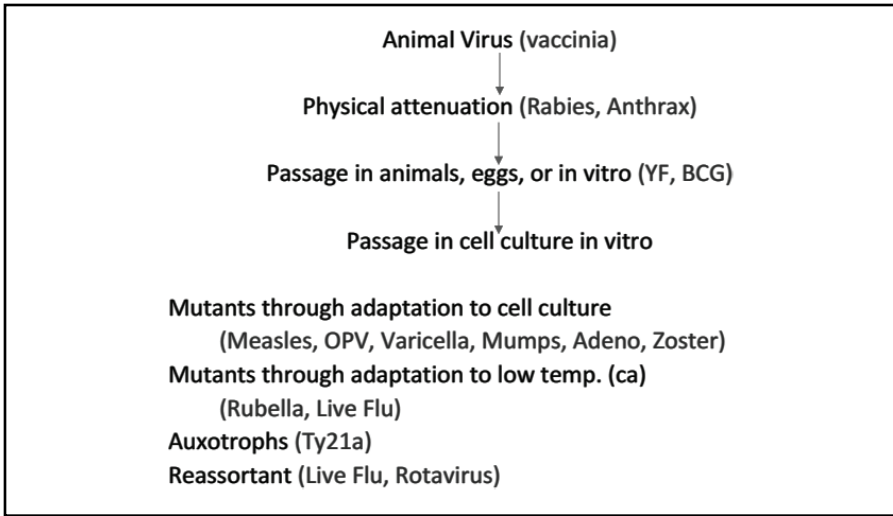 Animal Virus (vaccinia)
Physical attenuation (Rabies, Anthrax)
Passage in animals, eggs, or in vitro (YF, BCG)
Passage in cell culture in vitro
Mutants through adaptation to cell culture
(Measles, OPV, Varicella, Mumps, Adeno, Zoster)
Mutants through adaptation to low temp. (ca)
(Rubella, Live Flu)
Auxotrophs (Ty21a)
Reassortant (Live Flu, Rotavirus)